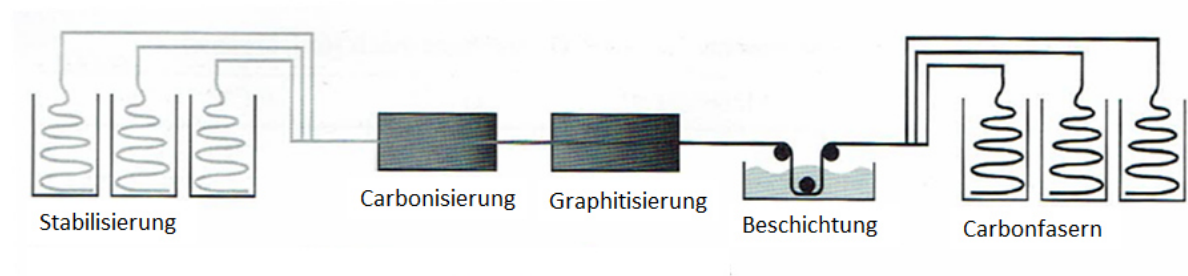 Stabilisierung
Carbonisierung
Graphitisierung
Beschichtung
Carbonfasern